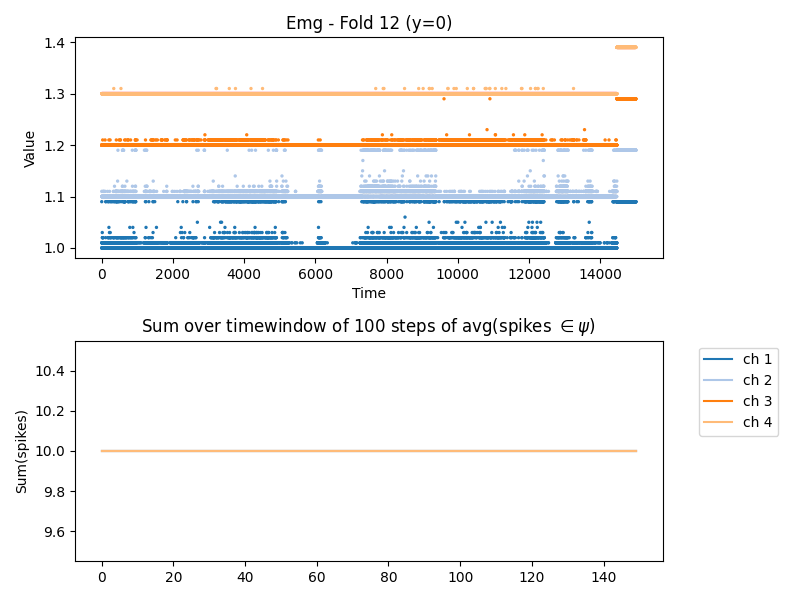 Emg - Fold 12 (y=0)
1.4
1.3
1.2
1.1
1.0
Value
0 2000 4000 6000 8000 10000 12000 14000
Time
Sum over timewindow of 100 steps of avg(spikes ∈ ψ)
10.4
10.2
10.0
9.8
9.6
Sum(spikes)
0 20 40 60 80 100 120 140
ch 1
ch 2
ch 3
ch 4